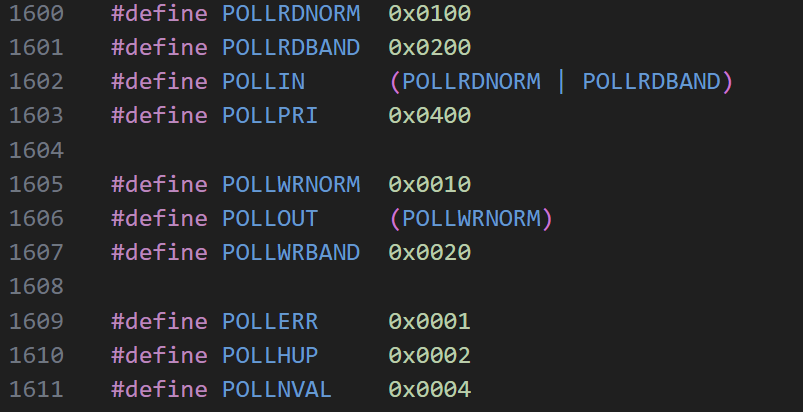 1600 #define POLLRDNORM 0x0100
1601 #define POLLRDBAND 0x0200
1602 #define POLLIN (POLLRDNORM | POLLRDBAND)
1603 #define POLLPRI 0x0400
1604
1605 #define POLLWRNORM 0x0010
1606 #define POLLOUT (POLLWRNORM)
1607 #define POLLWRBAND 0x0020
1608
1609 #define POLLERR 0x0001
1610 #define POLLHUP 0x0002
1611 #define POLLNVAL 0x0004